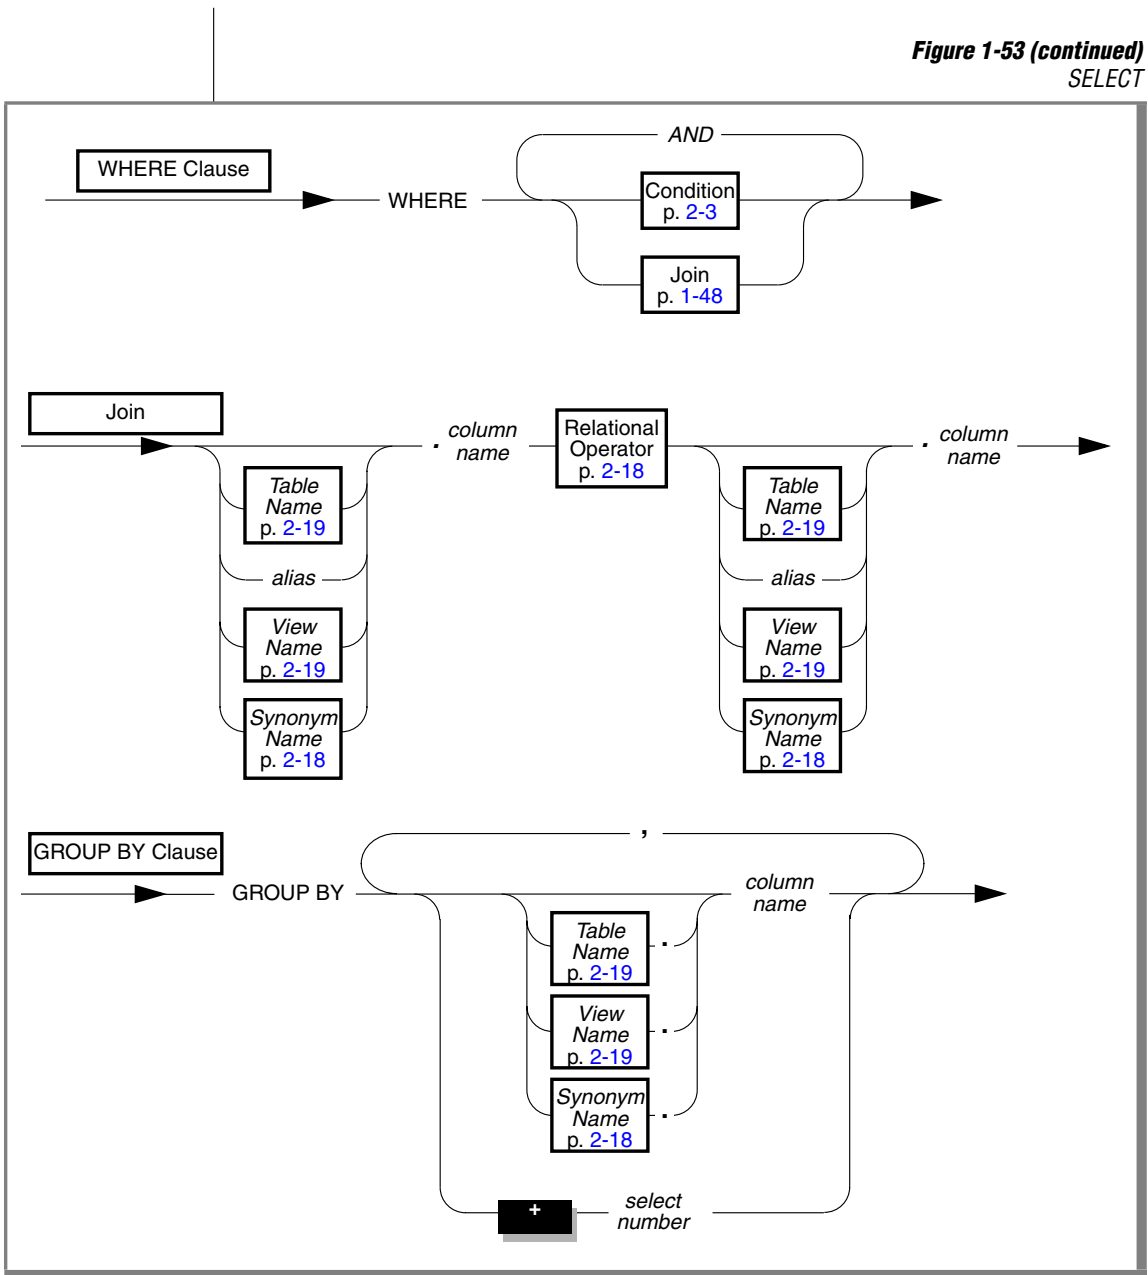 Figure 1-53 (continued)
SELECT
AND
WHERE Clause
WHERE
Condition
p. 2-3
Join
p. 1-48
Join
. column
name
Relational
Operator
p. 2-18
. column
name
Table
Name
p. 2-19
Table
Name
p. 2-19
alias
alias
View
Name
p. 2-19
View
Name
p. 2-19
Synonym
Name
p. 2-18
Synonym
Name
p. 2-18
,
GROUP BY Clause
GROUP BY
column
name
Table
Name
p. 2-19
.
View
Name
p. 2-19
.
Synonym
Name
p. 2-18
.
+
select
number